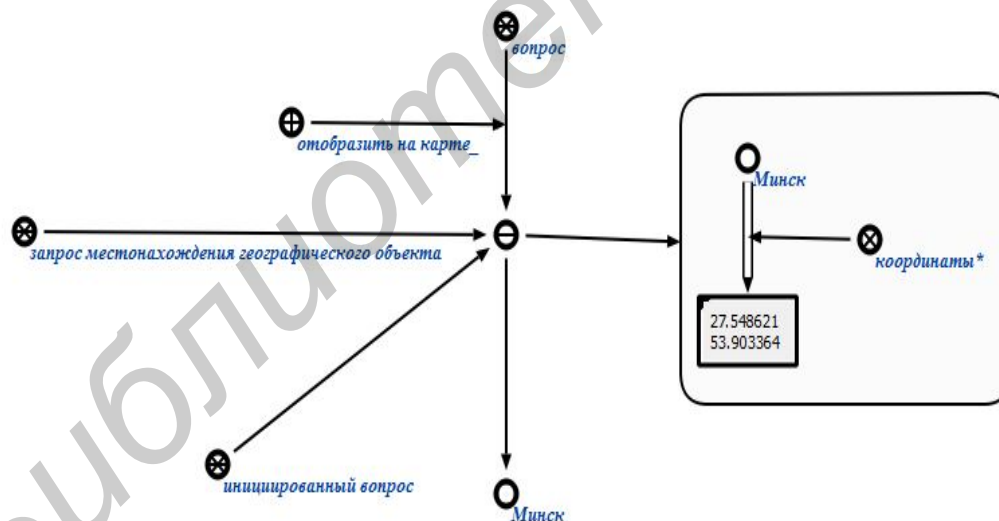 вопрос
отобразить на карте_
Минск
запрос местонахождения географического объекта
координаты*
27.548621
53.903364
инициированный вопрос
Минск